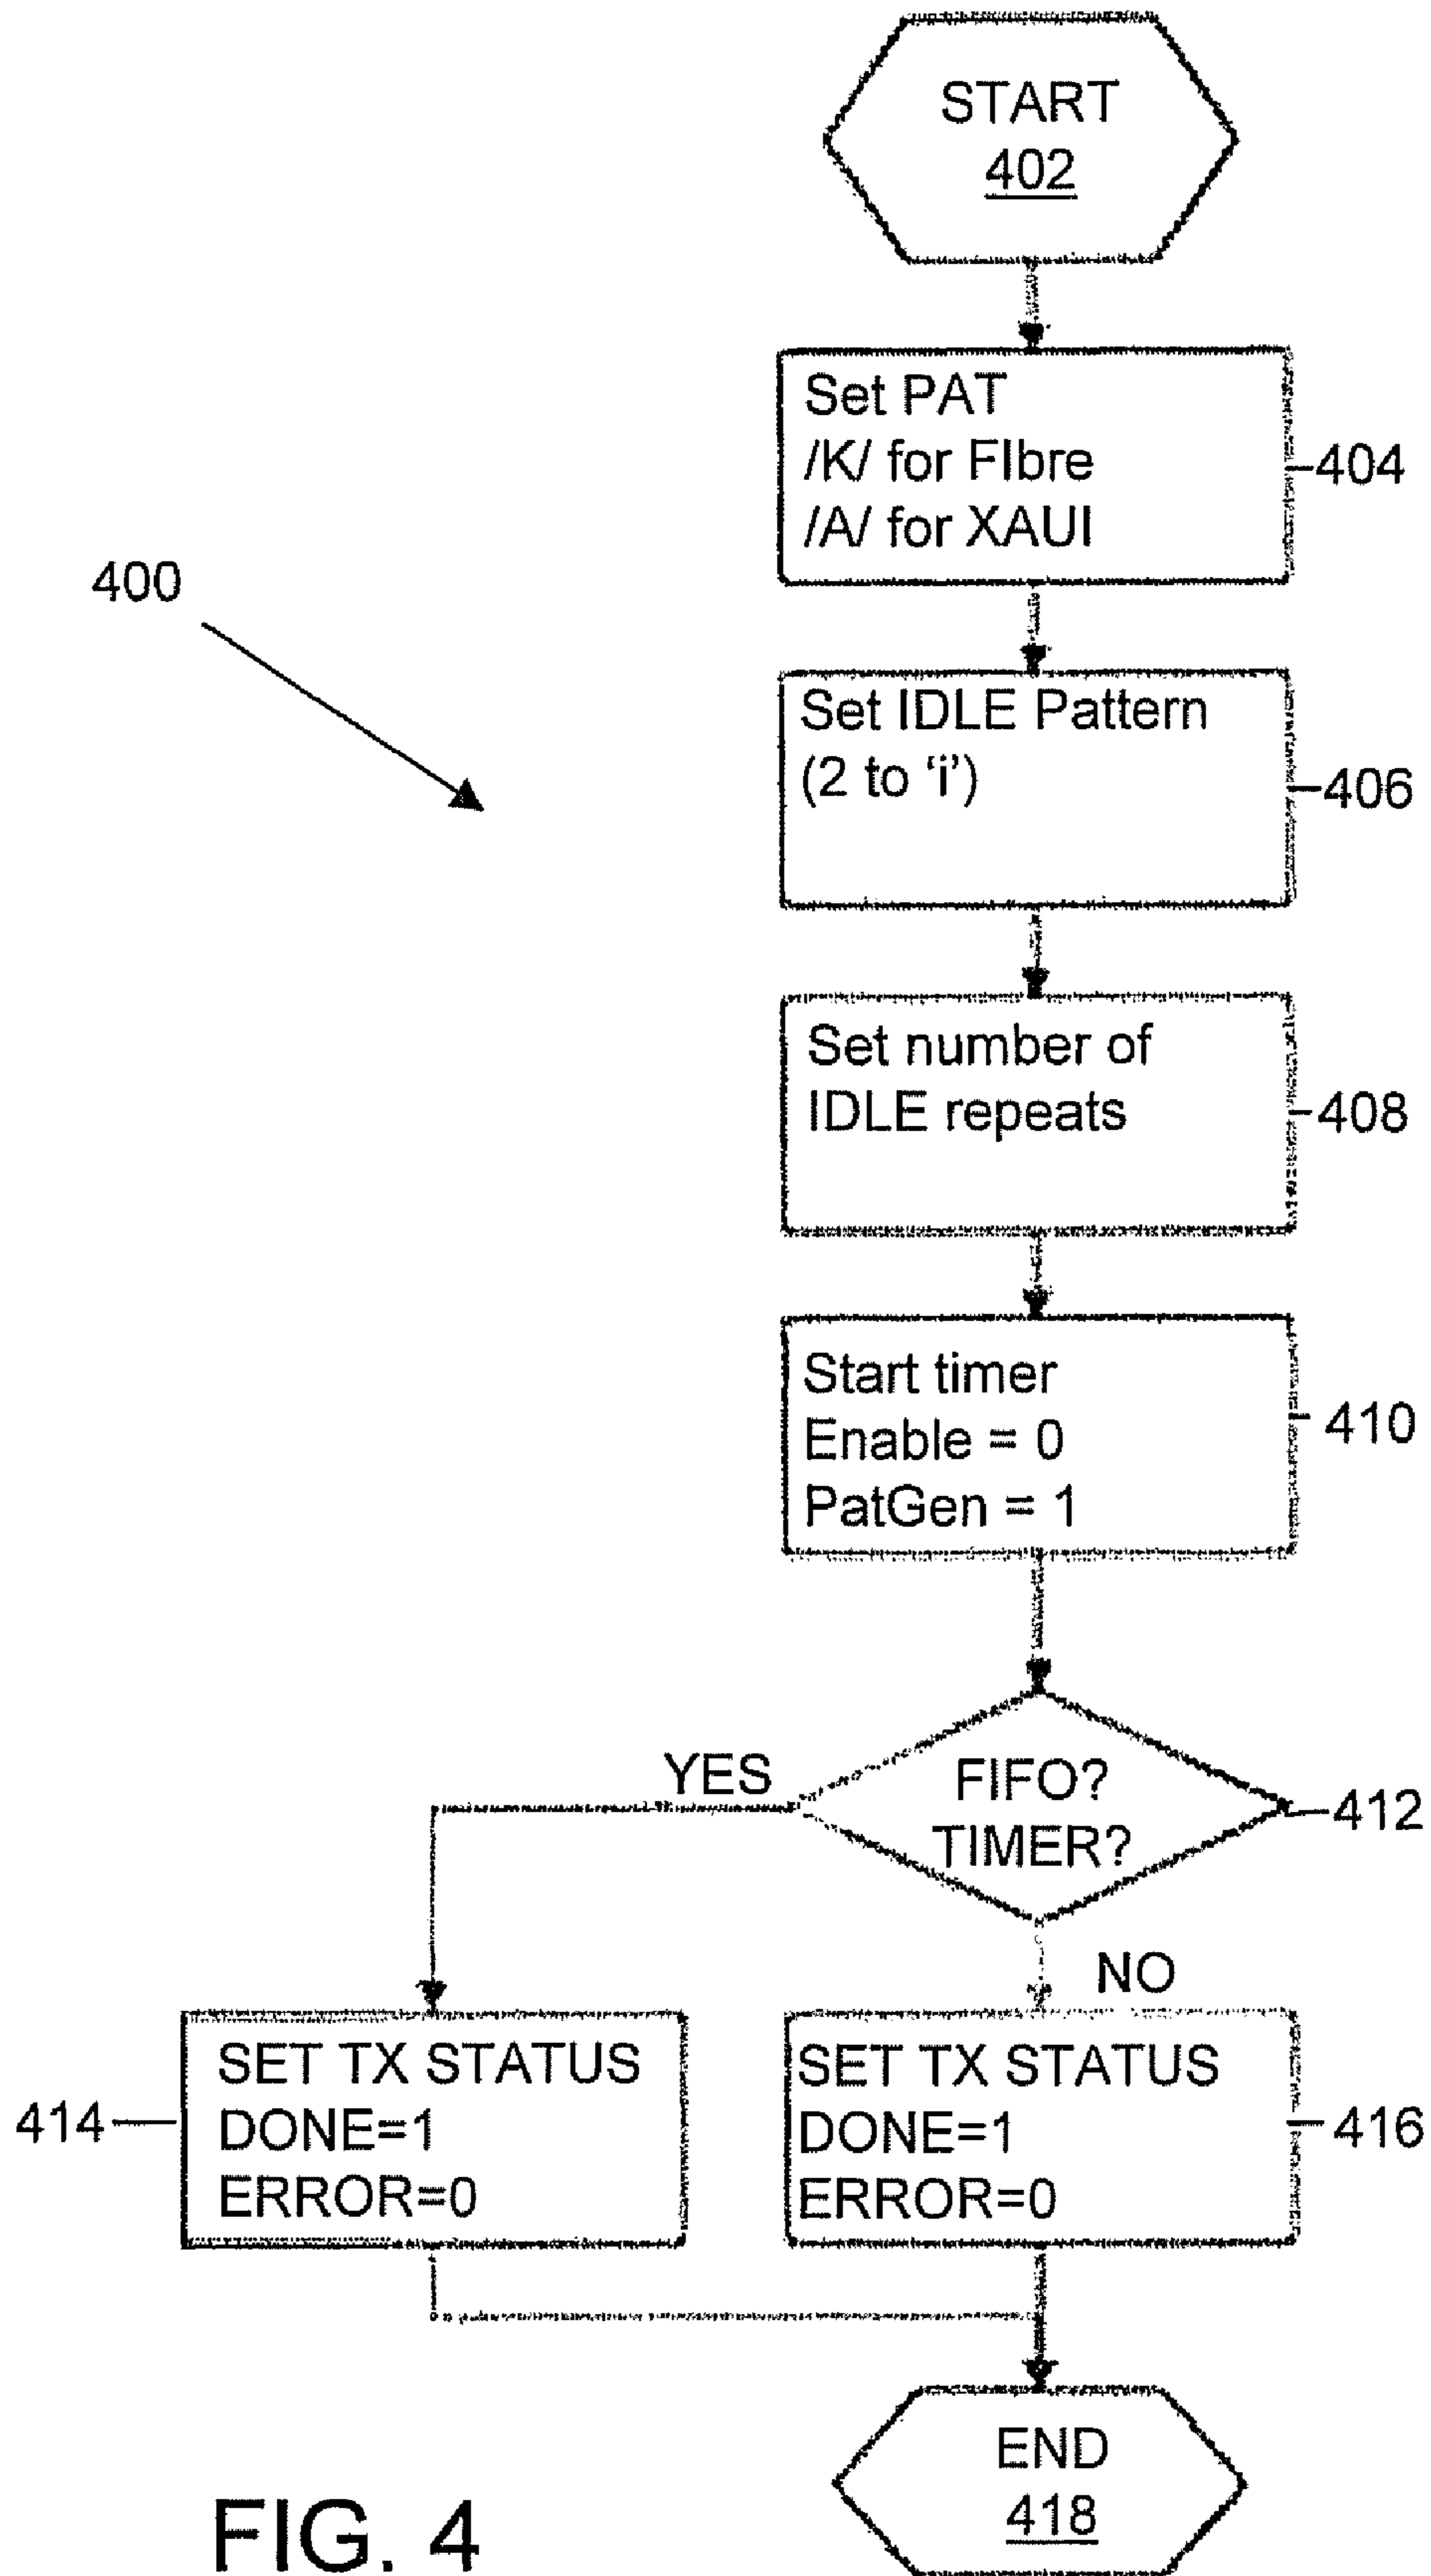 START
402
Set PAT
/K/ for FIbre
/A/ for XAUI
404
400
Set IDLE Pattern
(2 to ‘i’)
406
Set number of
IDLE repeats
408
Start timer
Enable = 0
PatGen = 1
410
YES
FIFO?
TIMER?
412
NO
SET TX STATUS
DONE=1
ERROR=0
414
SET TX STATUS
DONE=1
ERROR=0
416
END
418
FIG. 4